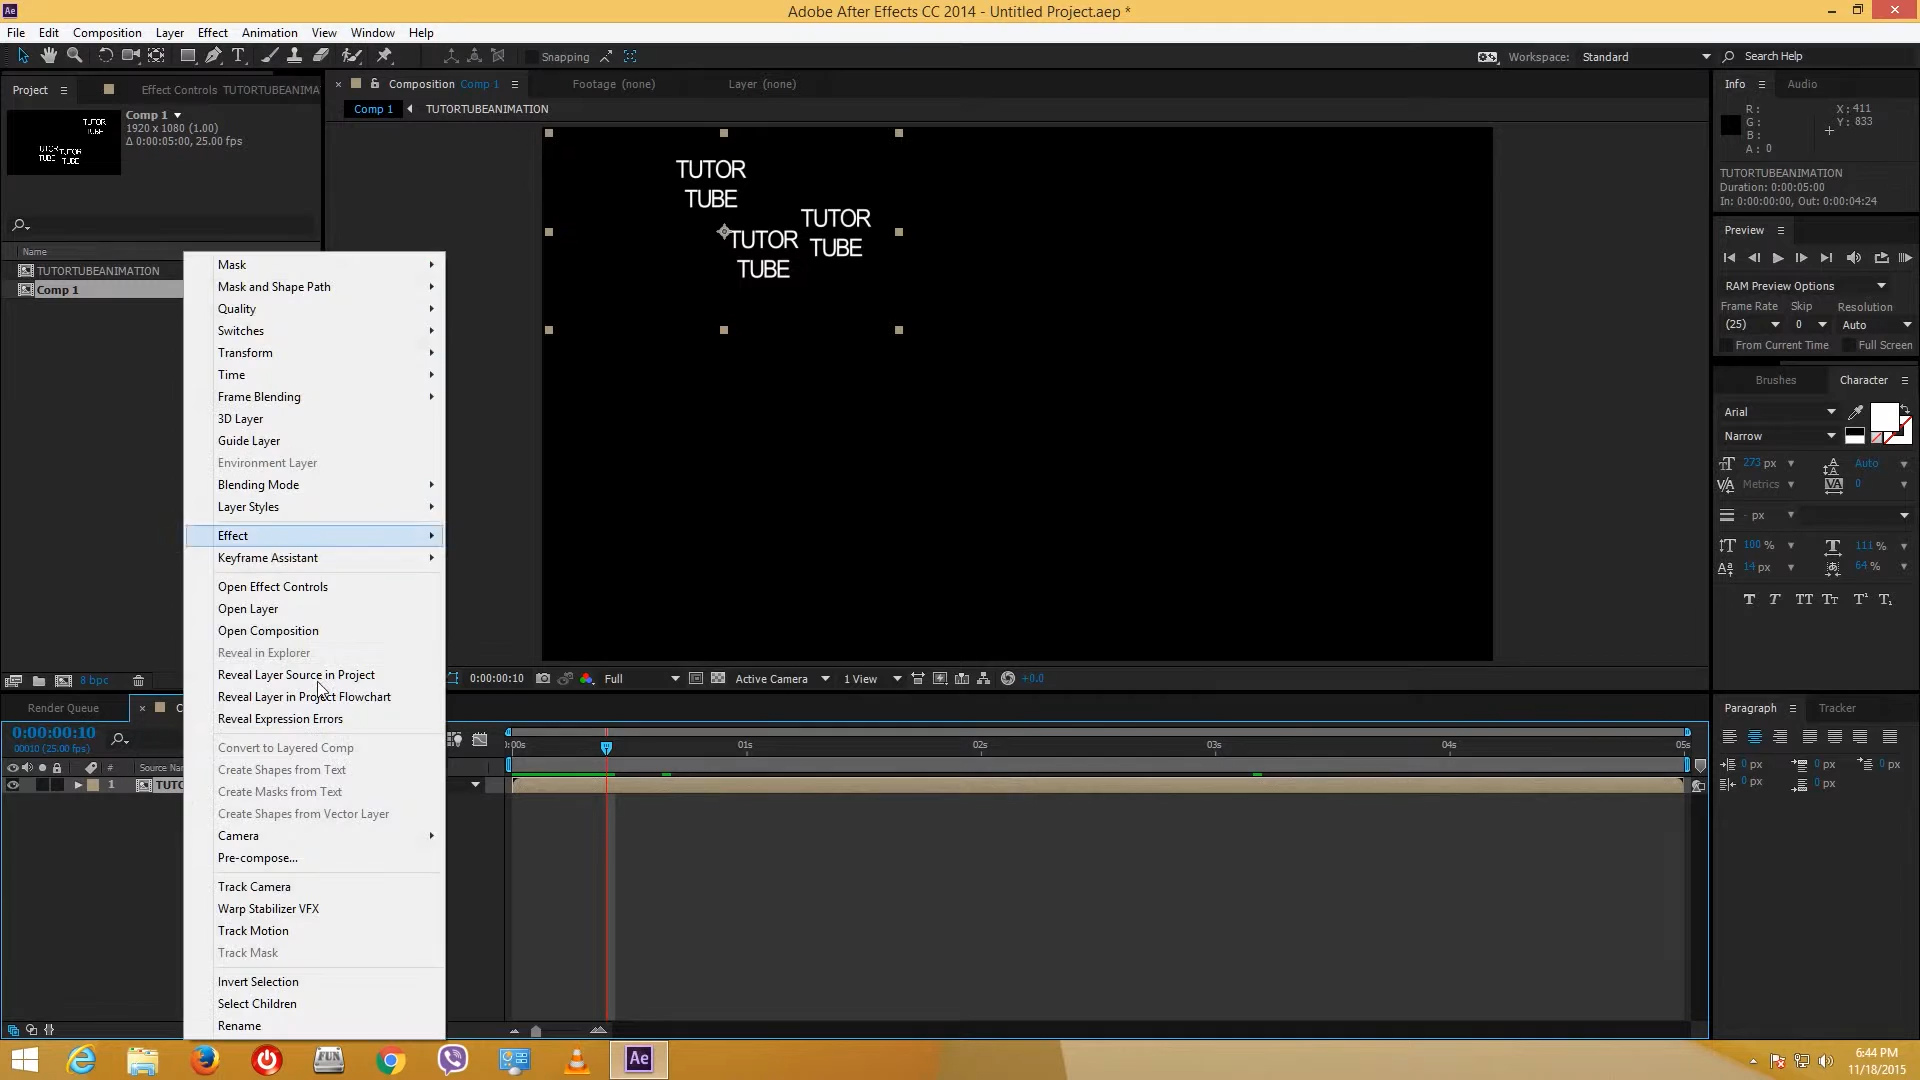 Ae
Adobe After Effects CC 2014 - Untitled Project.aep *
File Edit Composition Layer Effect Animation View Window Help
Snapping
Workspace: Standard
Search Help
Project
Effect Controls TUTORTUBEANIMA
Composition Comp 1
Footage (none)
Layer (none)
Info
Audio
Comp 1
1920 x 1080 (1.00)
Δ 0:00:05:00, 25.00 fps
Comp 1
TUTORTUBEANIMATION
R:
G:
B:
A: 0
X: 411
Y: 833
TUTORTUBEANIMATION
Duration: 0:00:05:00
In: 0:00:00:00, Out: 0:00:04:24
TUTOR
TUBE
TUTOR
TUBE
TUTOR
TUBE
Preview
RAM Preview Options
Frame Rate Skip Resolution
(25) 0 Auto
From Current Time Full Screen
Name
TUTORTUBEANIMATION
Comp 1
Mask
Mask and Shape Path
Quality
Switches
Transform
Time
Frame Blending
3D Layer
Guide Layer
Environment Layer
Blending Mode
Layer Styles
Effect
Keyframe Assistant
Open Effect Controls
Open Layer
Open Composition
Reveal in Explorer
Reveal Layer Source in Project
Reveal Layer in Project Flowchart
Reveal Expression Errors
Convert to Layered Comp
Create Shapes from Text
Create Masks from Text
Create Shapes from Vector Layer
Camera
Pre-compose...
Track Camera
Warp Stabilizer VFX
Track Motion
Track Mask
Invert Selection
Select Children
Rename
Brushes
Character
Arial
Narrow
273 px
Auto
Metrics
0
- px
100 %
111 %
14 px
64 %
T T TT Tt T¹ T₁
8 bpc
0:00:00:10
Full
Active Camera
1 View
+0.0
Render Queue
C
0:00:00:10
00010 (25.00 fps)
# Source Na
1 TUTC
:00s 01s 02s 03s 04s 05s
Paragraph
Tracker
0 px 0 px 0 px
0 px 0 px
FUN
Ae
6:44 PM
11/18/2015